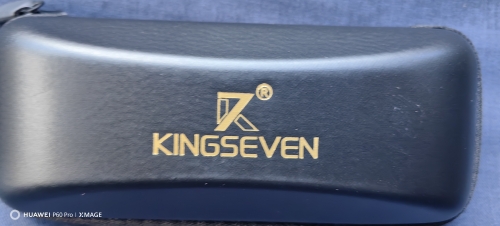 ®
KINGSEVEN
HUAWEI P60 Pro | XMAGE